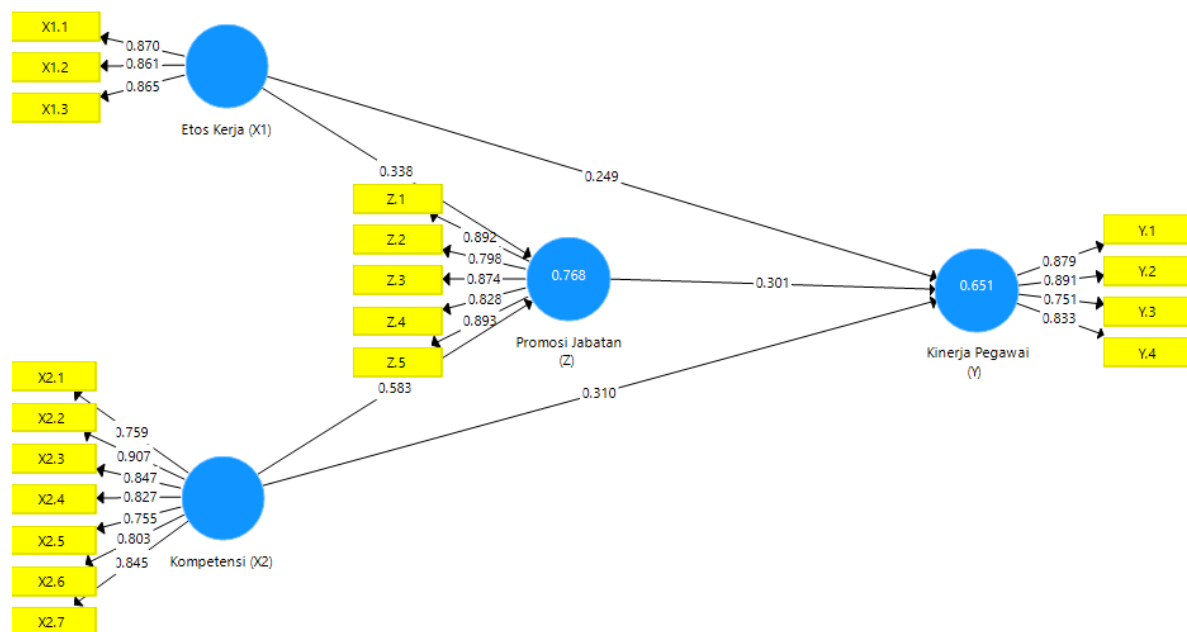 X1.1
X1.2
X1.3
0.870
0.861
0.865
Etos Kerja (X1)
0.338
0.249
Z.1
Z.2
Z.3
Z.4
Z.5
0.892
0.798
0.874
0.828
0.893
0.768
Promosi Jabatan
(Z)
0.301
0.651
Kinerja Pegawai
(Y)
0.879
0.891
0.751
0.833
Y.1
Y.2
Y.3
Y.4
0.583
0.310
X2.1
X2.2
X2.3
X2.4
X2.5
X2.6
X2.7
0.759
0.907
0.847
0.827
0.755
0.803
0.845
Kompetensi (X2)